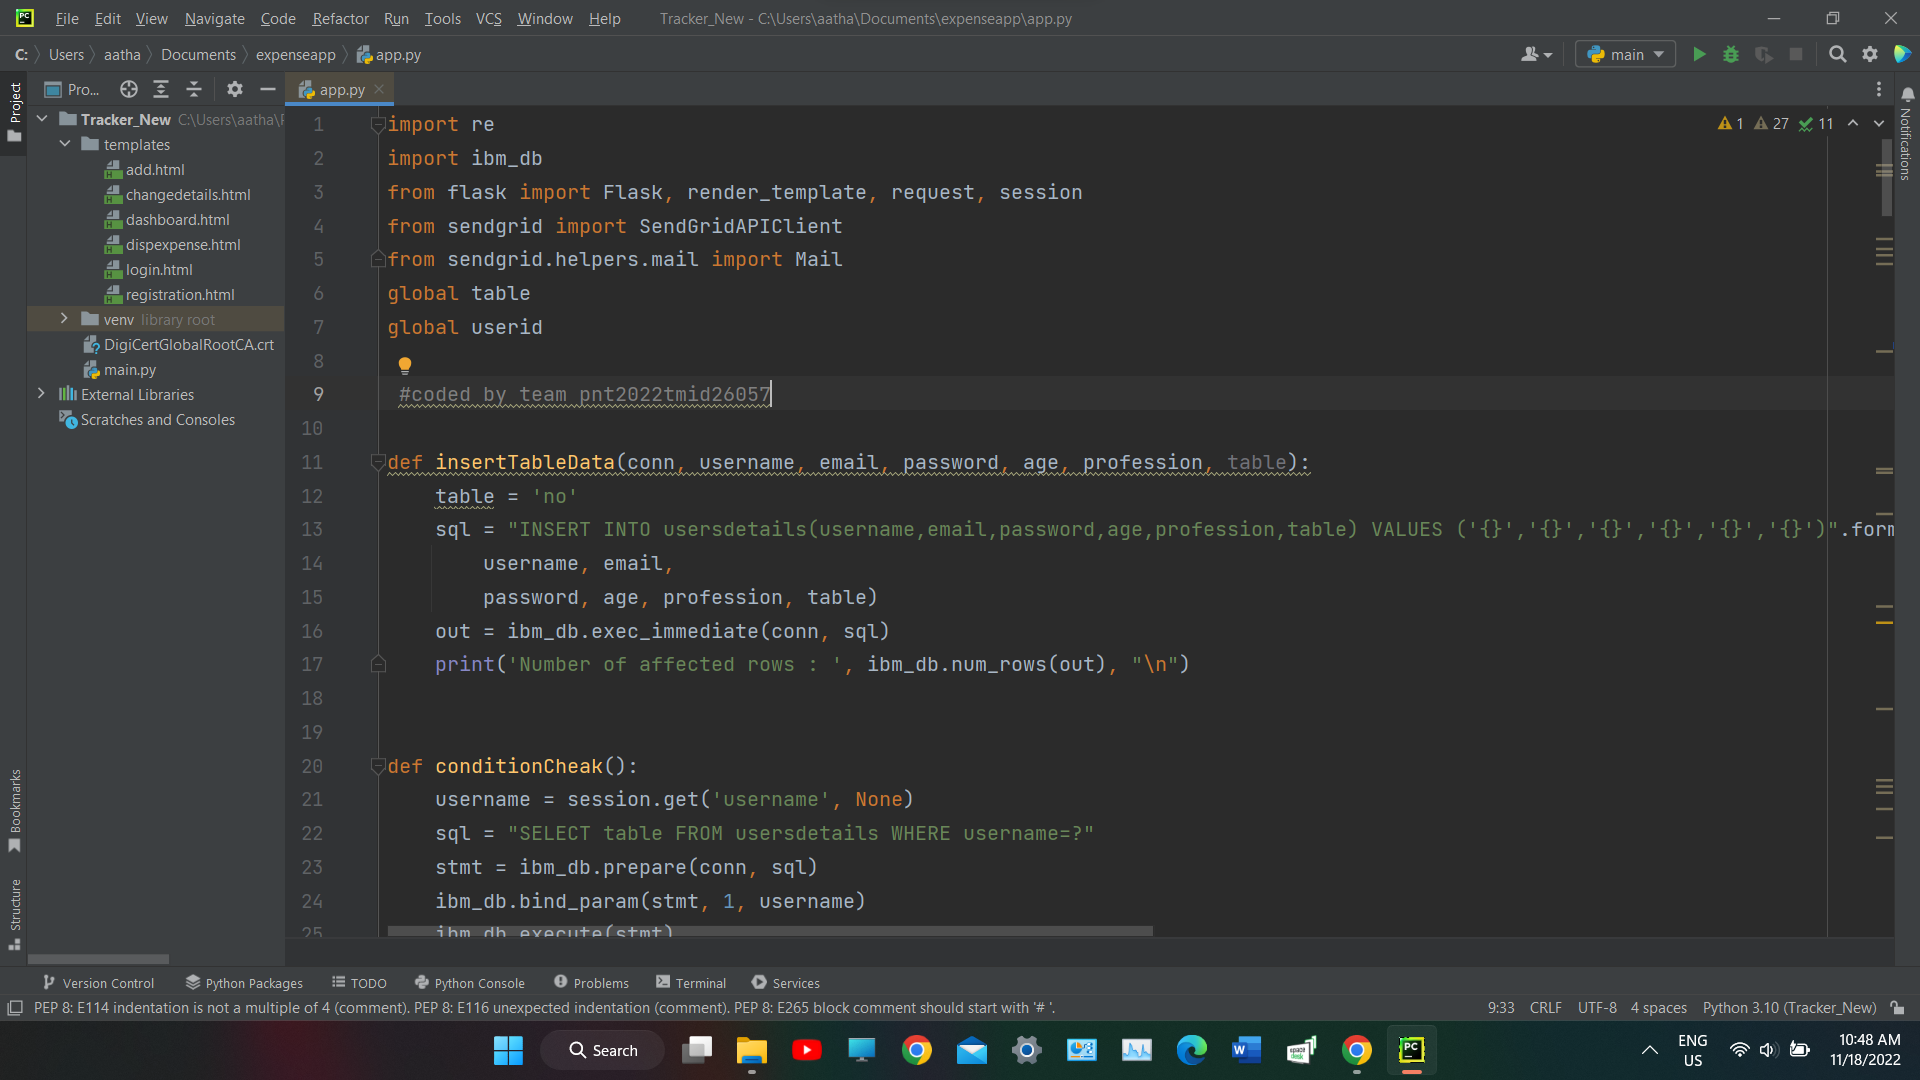 File Edit View Navigate Code Refactor Run Tools VCS Window Help Tracker_New - C:\Users\aatha\Documents\expenseapp\app.py
C: Users aatha Documents expenseapp app.py main
Pro... app.py
Project
Tracker_New C:\Users\aatha\
templates
add.html
changedetails.html
dashboard.html
dispexpense.html
login.html
registration.html
venv library root
DigiCertGlobalRootCA.crt
main.py
External Libraries
Scratches and Consoles
Bookmarks
Structure
Notifications
1 27 11
1 import re
2 import ibm_db
3 from flask import Flask, render_template, request, session
4 from sendgrid import SendGridAPIClient
5 from sendgrid.helpers.mail import Mail
6 global table
7 global userid
8
9 #coded by team pnt2022tmid26057
10
11 def insertTableData(conn, username, email, password, age, profession, table):
12 table = 'no'
13 sql = "INSERT INTO usersdetails(username,email,password,age,profession,table) VALUES ('{}','{}','{}','{}','{}','{}')".form
14 username, email,
15 password, age, profession, table)
16 out = ibm_db.exec_immediate(conn, sql)
17 print('Number of affected rows : ', ibm_db.num_rows(out), "\n")
18
19
20 def conditionCheak():
21 username = session.get('username', None)
22 sql = "SELECT table FROM usersdetails WHERE username=?"
23 stmt = ibm_db.prepare(conn, sql)
24 ibm_db.bind_param(stmt, 1, username)
25 ibm_db.execute(stmt)
Version Control Python Packages TODO Python Console Problems Terminal Services
PEP 8: E114 indentation is not a multiple of 4 (comment). PEP 8: E116 unexpected indentation (comment). PEP 8: E265 block comment should start with '# '. 9:33 CRLF UTF-8 4 spaces Python 3.10 (Tracker_New)
Search
ENG
US
10:48 AM
11/18/2022